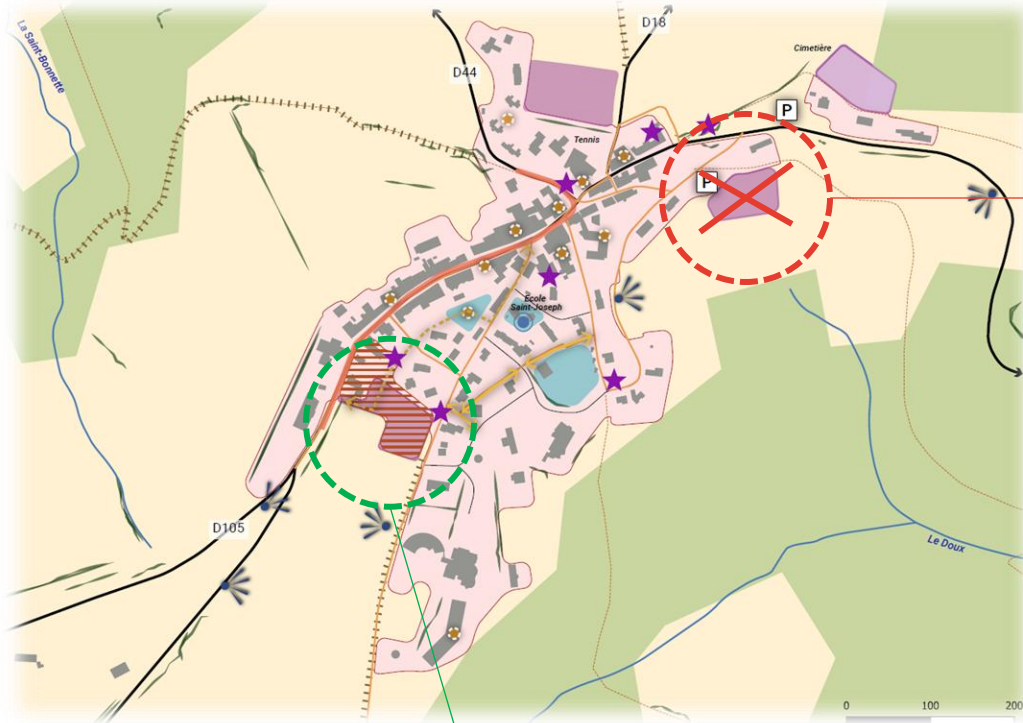 La Saint-Bonnette
D44
D18
Cimetière
P
Tennis
P
École
Saint-Joseph
D105
Le Doux
0 100 200